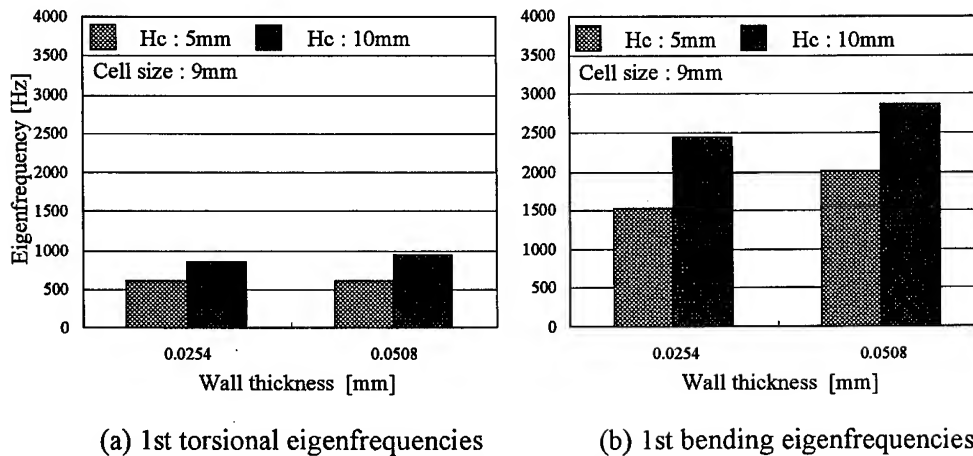 4000
Hc : 5mm Hc : 10mm
3500
Cell size : 9mm
3000
2500
2000
1500
1000
500
0
Eigenfrequency [Hz]
0.0254 0.0508
Wall thickness [mm]
(a) 1st torsional eigenfrequencies
4000
Hc : 5mm Hc : 10mm
3500
Cell size : 9mm
3000
2500
2000
1500
1000
500
0
0.0254 0.0508
Wall thickness [mm]
(b) 1st bending eigenfrequencies